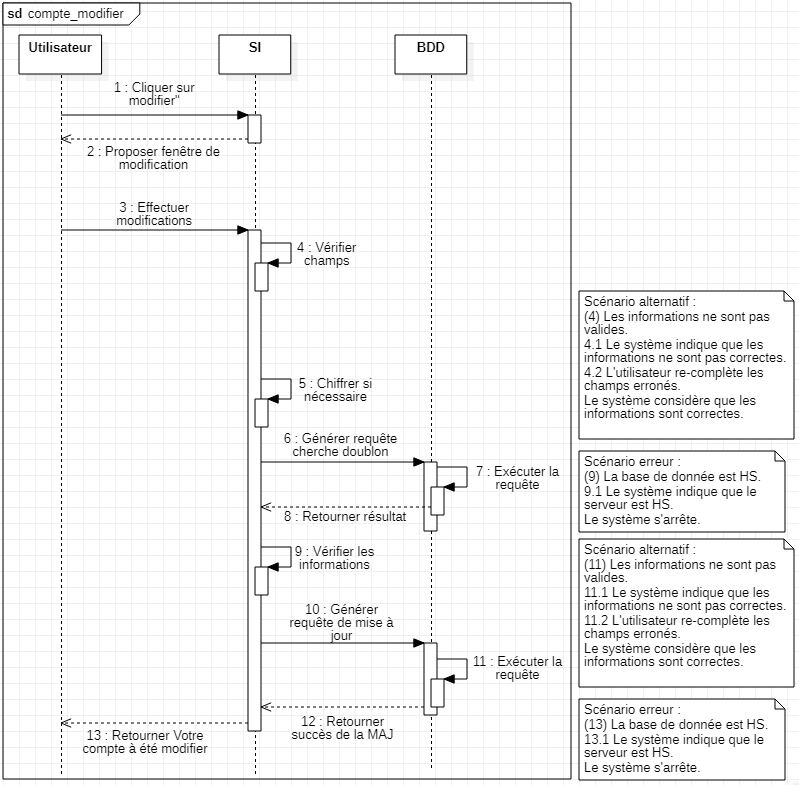 sd compte_modifier
Utilisateur
SI
BDD
1 : Cliquer sur
modifier"
2 : Proposer fenêtre de
modification
3 : Effectuer
modifications
4 : Vérifier
champs
5 : Chiffrer si
nécessaire
6 : Générer requête
cherche doublon
7 : Exécuter la
requête
8 : Retourner résultat
9 : Vérifier les
informations
10 : Générer
requête de mise à
jour
11 : Exécuter la
requête
12 : Retourner
succès de la MAJ
13 : Retourner Votre
compte à été modifier
Scénario alternatif :
(4) Les informations ne sont pas
valides.
4.1 Le système indique que les
informations ne sont pas correctes.
4.2 L'utilisateur re-complète les
champs erronés.
Le système considère que les
informations sont correctes.
Scénario erreur :
(9) La base de donnée est HS.
9.1 Le système indique que le
serveur est HS.
Le système s'arrête.
Scénario alternatif :
(11) Les informations ne sont pas
valides.
11.1 Le système indique que les
informations ne sont pas correctes.
11.2 L'utilisateur re-complète les
champs erronés.
Le système considère que les
informations sont correctes.
Scénario erreur :
(13) La base de donnée est HS.
13.1 Le système indique que le
serveur est HS.
Le système s'arrête.